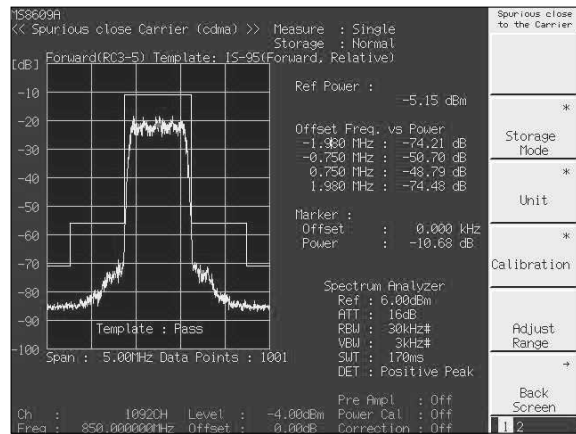 MS8609A
<< Spurious close Carrier (cdma) >> Measure : Single
Storage : Normal
Forward(RC3-5) Template: IS-95(Forward, Relative)
[dB]
-10
-20
-30
-40
-50
-60
-70
-80
-90
-100
Template : Pass
Span : 5.00MHz Data Points : 1001
Ref Power :
-5.15 dBm
Offset Freq. vs Power
-1.980 MHz : -74.21 dB
-0.750 MHz : -50.70 dB
0.750 MHz : -48.79 dB
1.980 MHz : -74.48 dB
Marker :
Offset : 0.000 kHz
Power : -10.68 dB
Spectrum Analyzer
Ref : 6.00dBm
ATT : 16dB
RBW : 30kHz#
VBW : 3kHz#
SWT : 170ms
DET : Positive Peak
Pre Ampl : Off
Ch : 1092CH Level : -4.00dBm Power Cal : Off
Freq : 850.000000MHz Offset : 0.00dB Correction : Off
Spurious close
to the Carrier
*
Storage
Mode
*
Unit
*
Calibration
Adjust
Range
→
Back
Screen
1 2